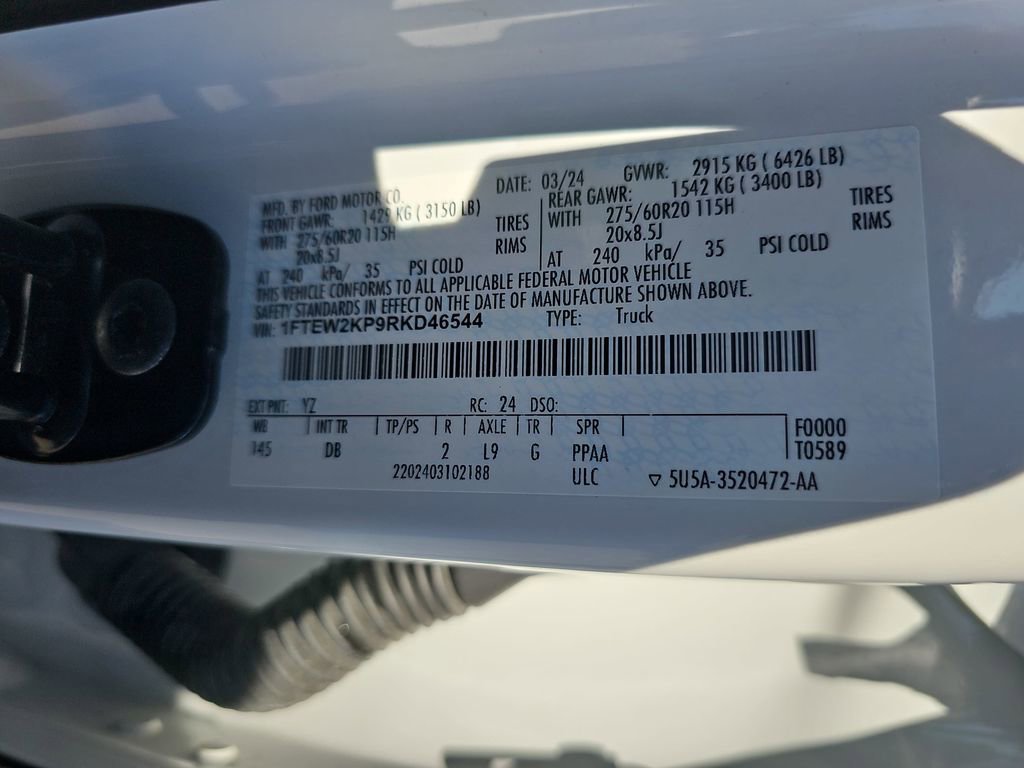 MFD. BY FORD MOTOR CO. DATE: 03/24 GVWR: 2915 KG ( 6426 LB)
FRONT GAWR: 1429 KG ( 3150 LB) REAR GAWR: 1542 KG ( 3400 LB)
WITH 275/60R20 115H TIRES WITH 275/60R20 115H TIRES
20x8.5J RIMS 20x8.5J RIMS
AT 240 kPa/ 35 PSI COLD AT 240 kPa/ 35 PSI COLD
THIS VEHICLE CONFORMS TO ALL APPLICABLE FEDERAL MOTOR VEHICLE
SAFETY STANDARDS IN EFFECT ON THE DATE OF MANUFACTURE SHOWN ABOVE.
VIN: 1FTEW2KP9RKD46544 TYPE: Truck
EXT PNT: YZ RC: 24 DSO:
WB INT TR TP/PS R AXLE TR SPR F0000
145 DB 2 L9 G PPAA T0589
2202403102188 ULC ▽ 5U5A-3520472-AA